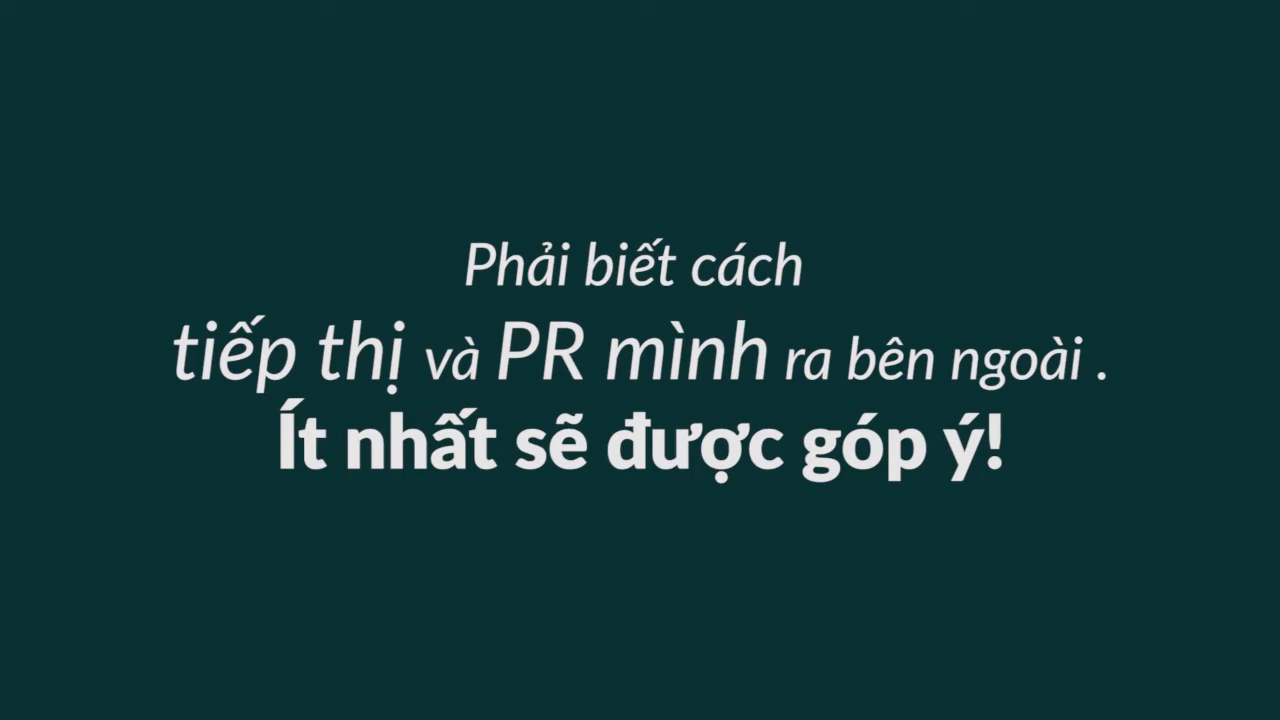 Phải biết cách
tiếp thị và PR mình ra bên ngoài .
Ít nhất sẽ được góp ý!